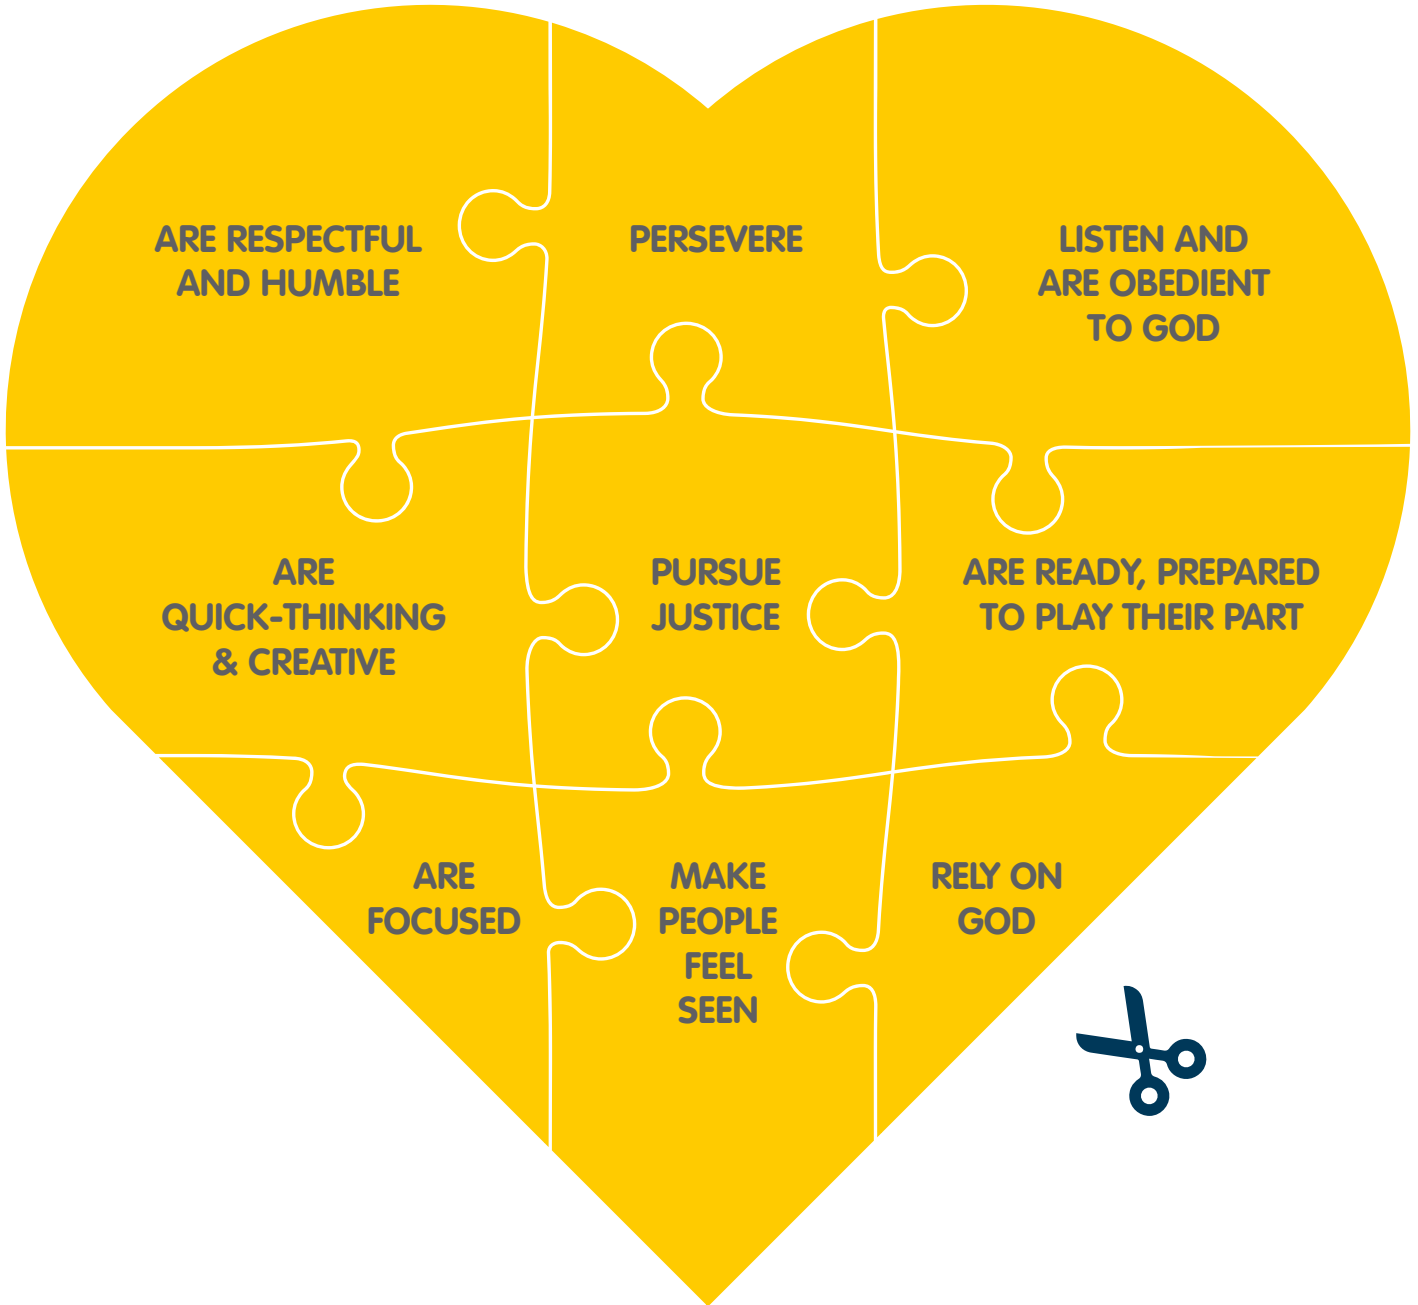 ARE RESPECTFUL
AND HUMBLE
PERSEVERE
LISTEN AND
ARE OBEDIENT
TO GOD
ARE
QUICK-THINKING
& CREATIVE
PURSUE
JUSTICE
ARE READY, PREPARED
TO PLAY THEIR PART
ARE
FOCUSED
MAKE
PEOPLE
FEEL
SEEN
RELY ON
GOD